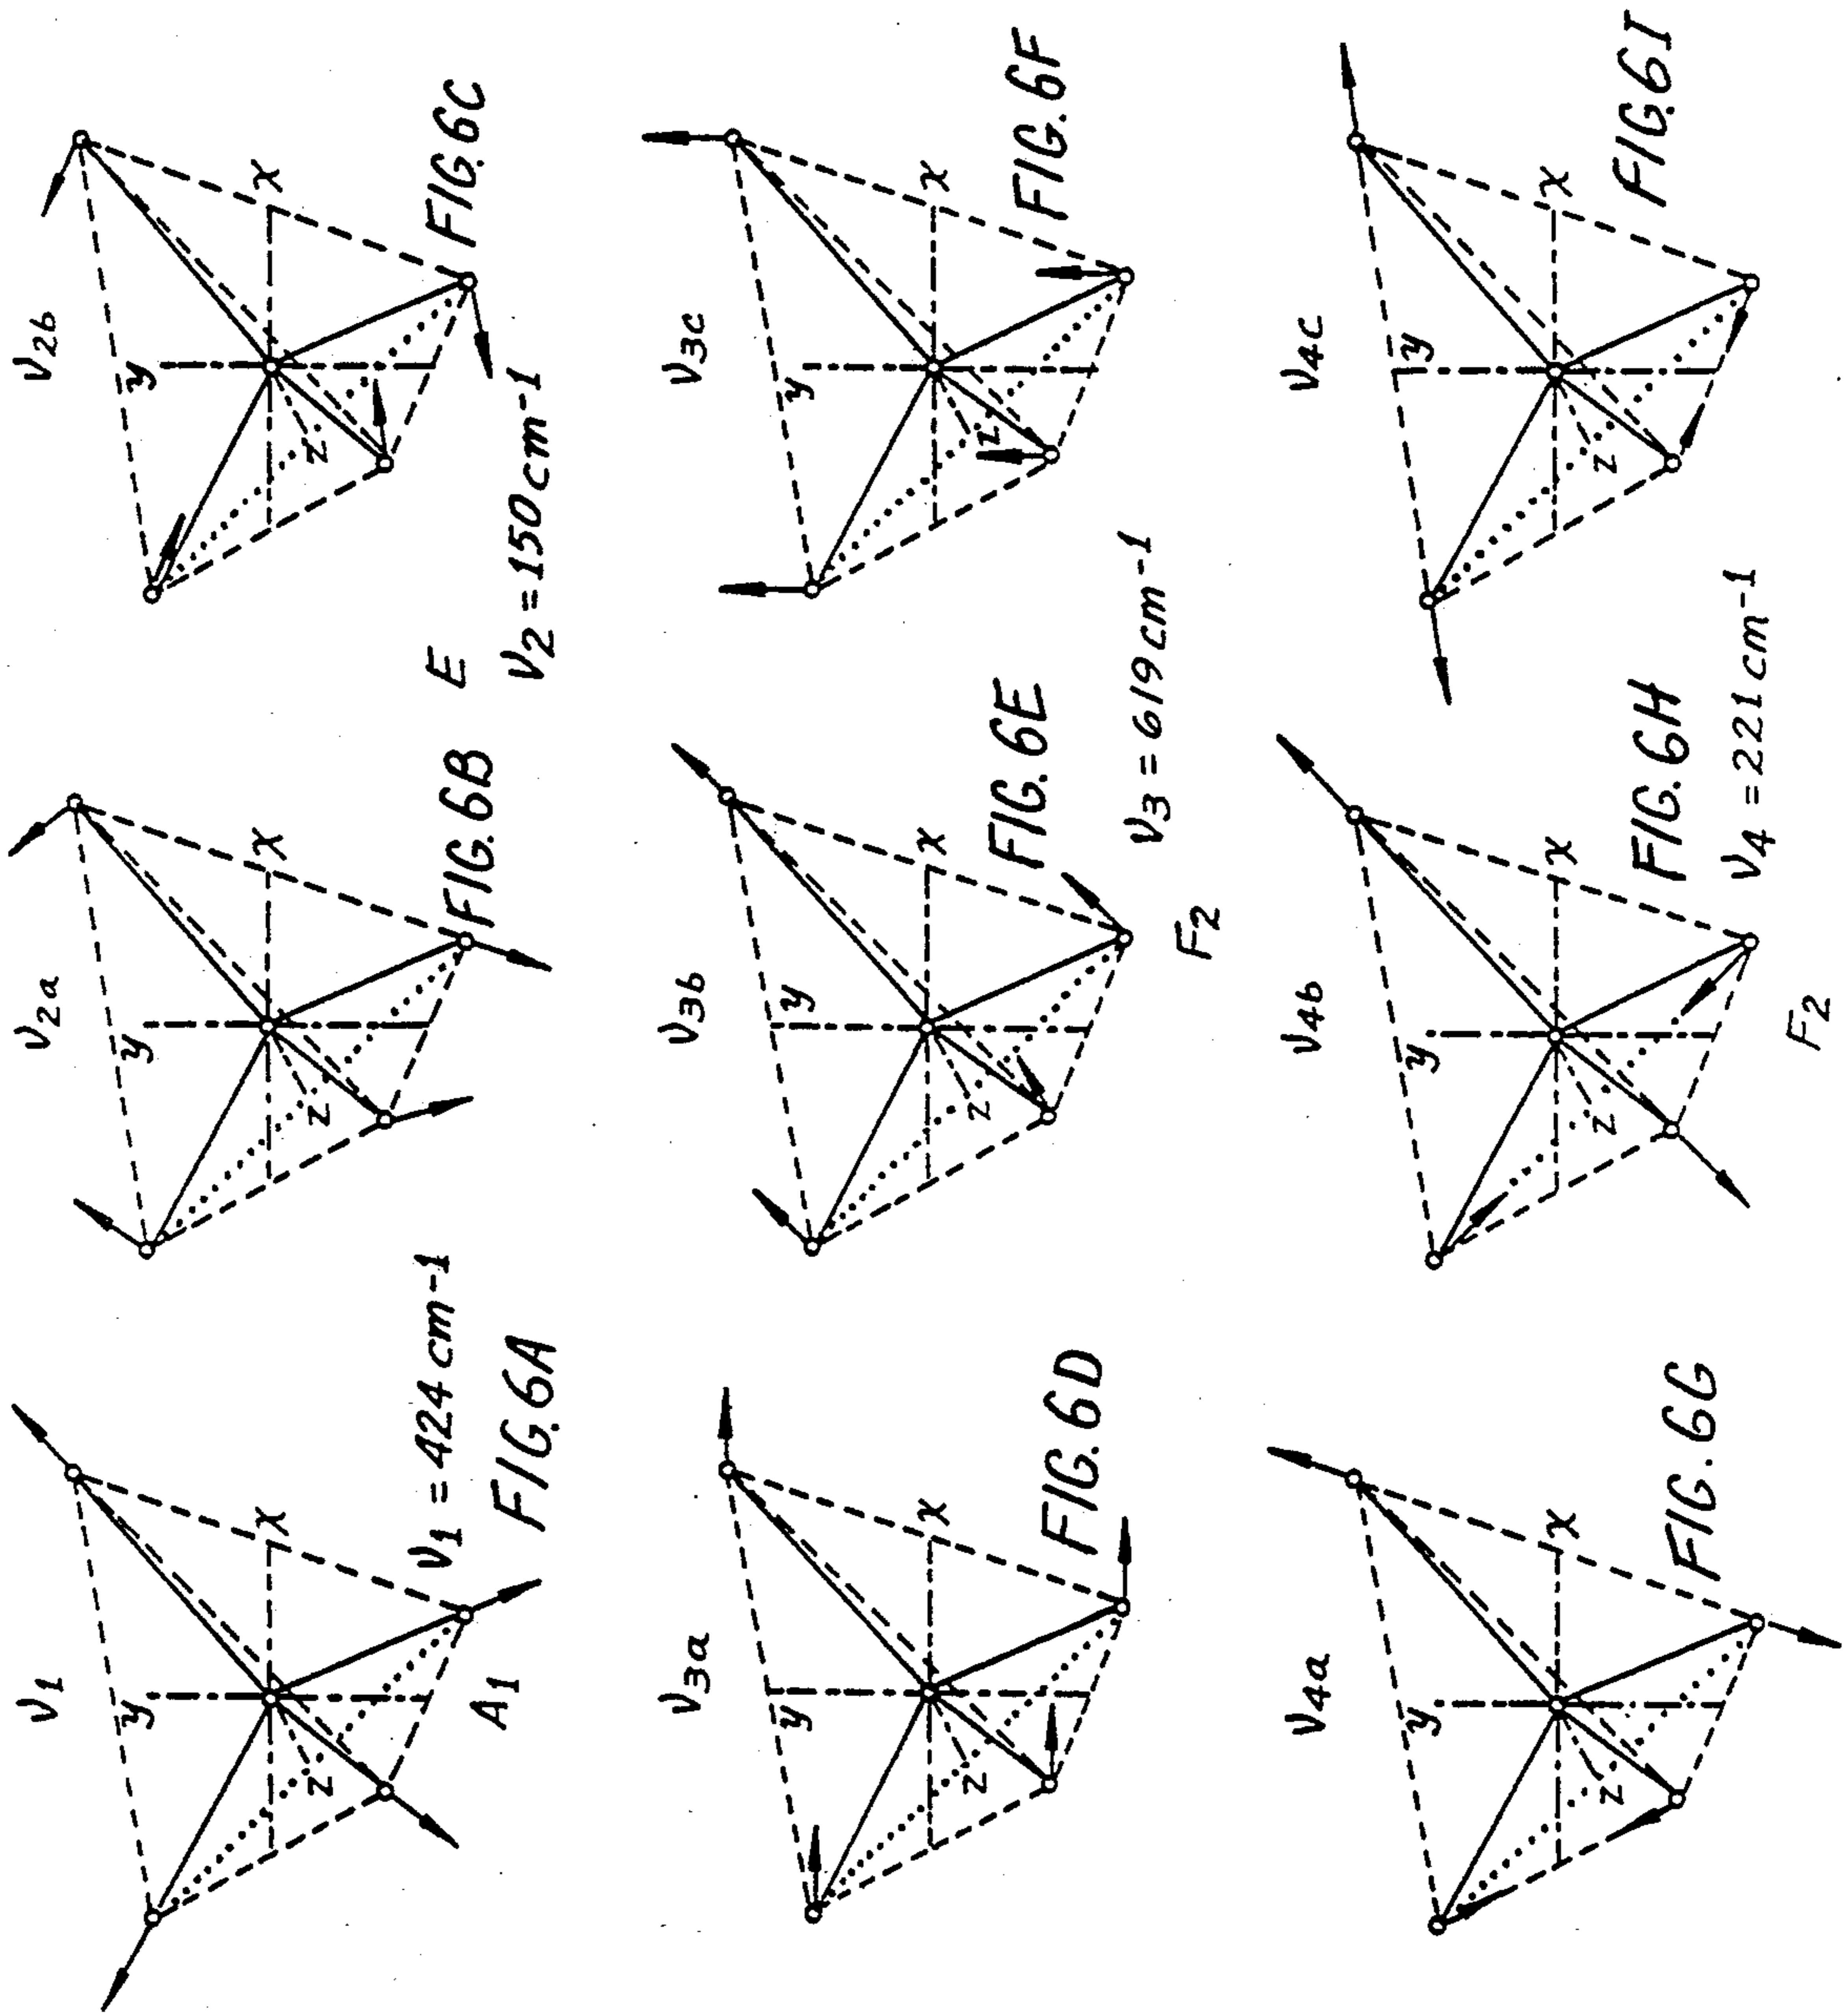 ν1
y
x
z
A1
ν1 = 424 cm-1
FIG.6A
ν2a
y
x
z
FIG.6B
E
ν2 = 150 cm-1
ν2b
y
x
z
FIG.6C
ν3a
y
x
z
FIG.6D
ν3b
y
x
z
FIG.6E
F2
ν3 = 619 cm-1
ν3c
y
x
z
FIG.6F
ν4a
y
x
z
FIG.6G
ν4b
y
x
z
FIG.6H
F2
ν4 = 221 cm-1
ν4c
y
x
z
FIG.6I